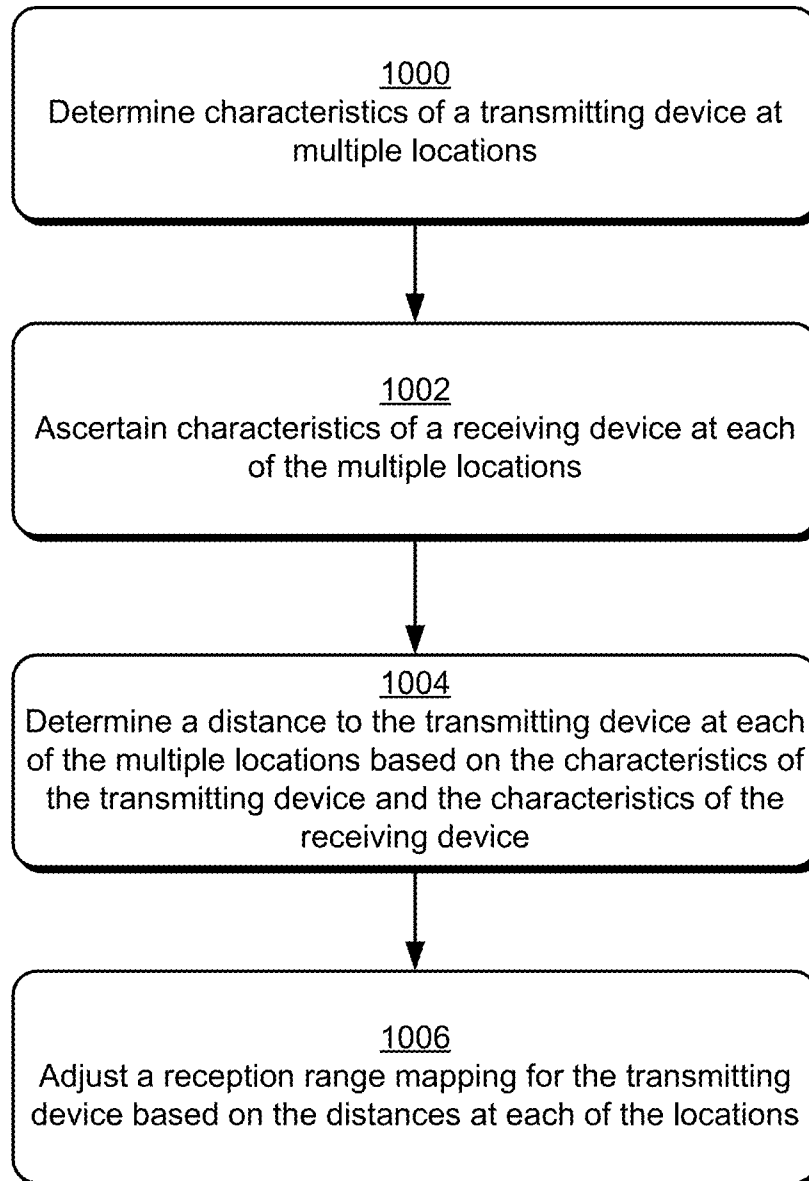 1000
Determine characteristics of a transmitting device at
multiple locations
1002
Ascertain characteristics of a receiving device at each
of the multiple locations
1004
Determine a distance to the transmitting device at each
of the multiple locations based on the characteristics of
the transmitting device and the characteristics of the
receiving device
1006
Adjust a reception range mapping for the transmitting
device based on the distances at each of the locations